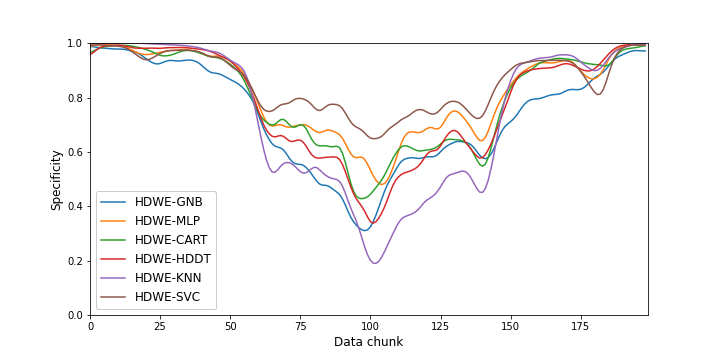 1.0
0.8
0.6
0.4
0.2
0.0
Specificity
HDWE-GNB
HDWE-MLP
HDWE-CART
HDWE-HDDT
HDWE-KNN
HDWE-SVC
0 25 50 75 100 125 150 175
Data chunk